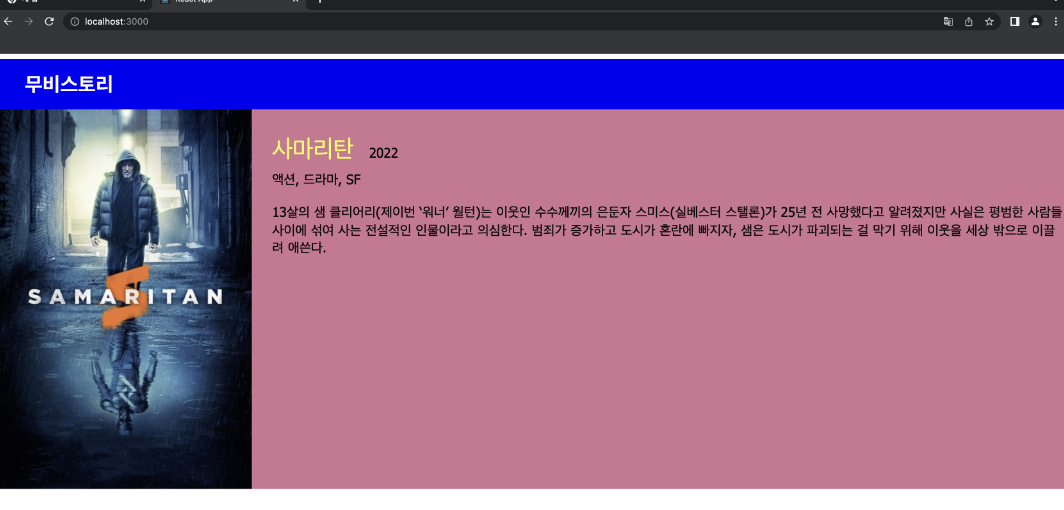 React App
localhost:3000
무비스토리
사마리탄 2022
액션, 드라마, SF
13살의 샘 클리어리(제이번 ‘워너’ 월턴)는 이웃인 수수께끼의 은둔자 스미스(실베스터 스탤론)가 25년 전 사망했다고 알려졌지만 사실은 평범한 사람들
사이에 섞여 사는 전설적인 인물이라고 의심한다. 범죄가 증가하고 도시가 혼란에 빠지자, 샘은 도시가 파괴되는 걸 막기 위해 이웃을 세상 밖으로 이끌
려 애쓴다.
SAMARITAN